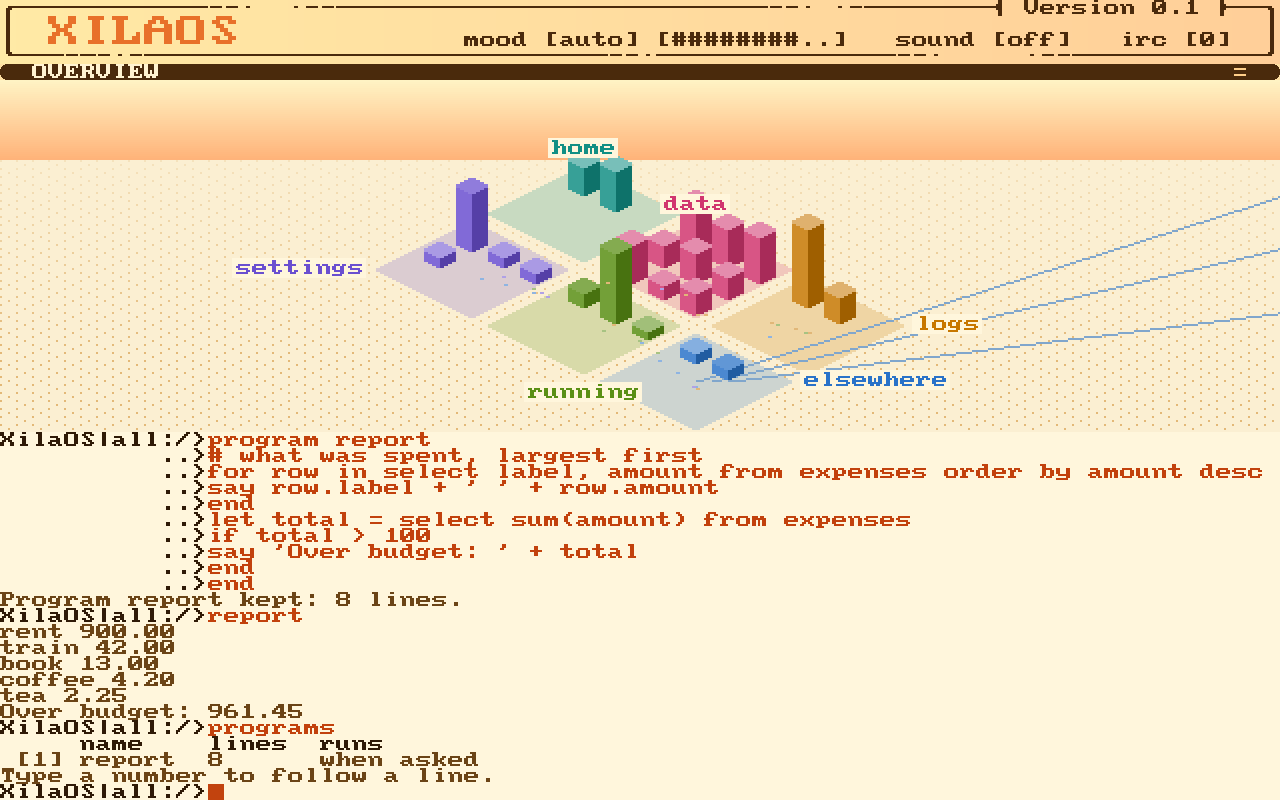 Version 0.1
XILAOS
mood [auto] [########..] sound [off] irc [0]
OVERVIEW =
home
data
settings
logs
elsewhere
running
XilaOS|all:/>program report
..># what was spent, largest first
..>for row in select label, amount from expenses order by amount desc
..>say row.label + ' ' + row.amount
..>end
..>let total = select sum(amount) from expenses
..>if total > 100
..>say 'Over budget: ' + total
..>end
..>end
Program report kept: 8 lines.
XilaOS|all:/>report
rent 900.00
train 42.00
book 13.00
coffee 4.20
tea 2.25
Over budget: 961.45
XilaOS|all:/>programs
name lines runs
[1] report 8 when asked
Type a number to follow a line.
XilaOS|all:/>